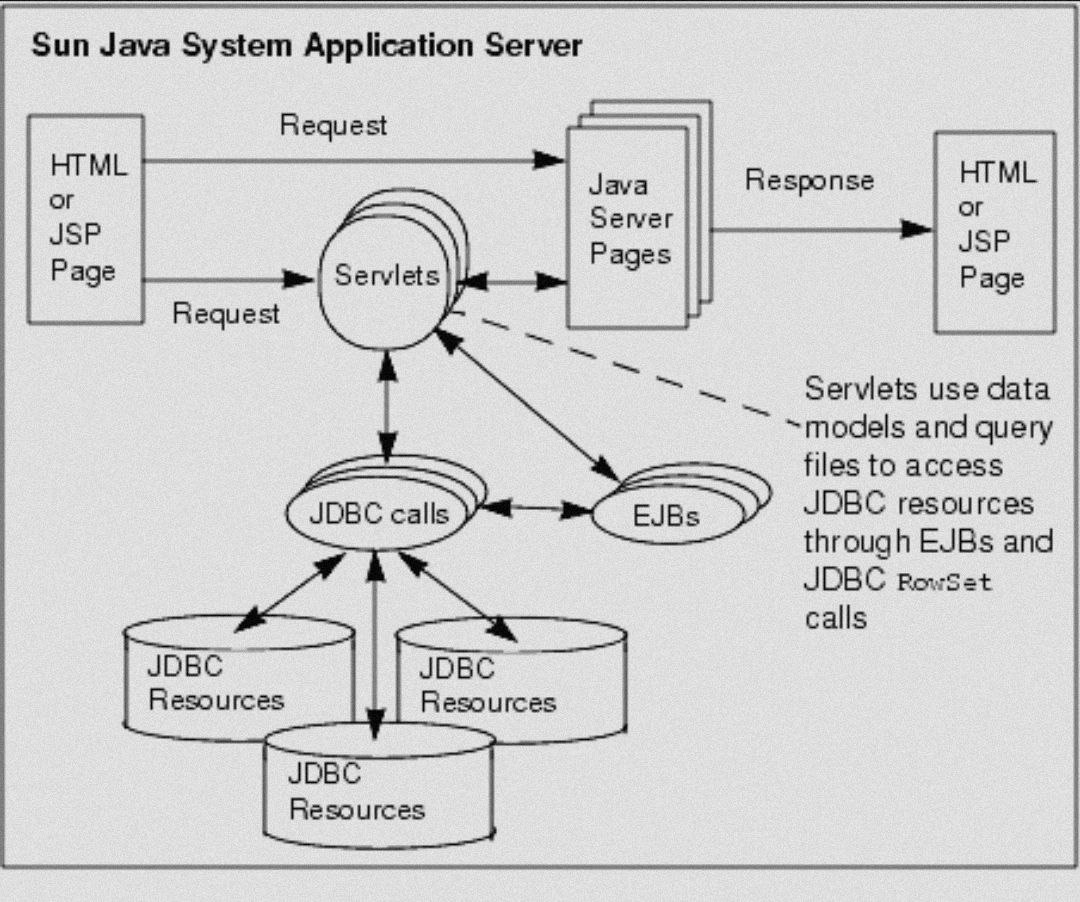 Sun Java System Application Server
Request
HTML
or
JSP
Page
Request
Servlets
Java
Server
Pages
Response
HTML
or
JSP
Page
Servlets use data
models and query
files to access
JDBC resources
through EJBs and
JDBC RowSet
calls
JDBC calls
EJBs
JDBC
Resources
JDBC
Resources
JDBC
Resources